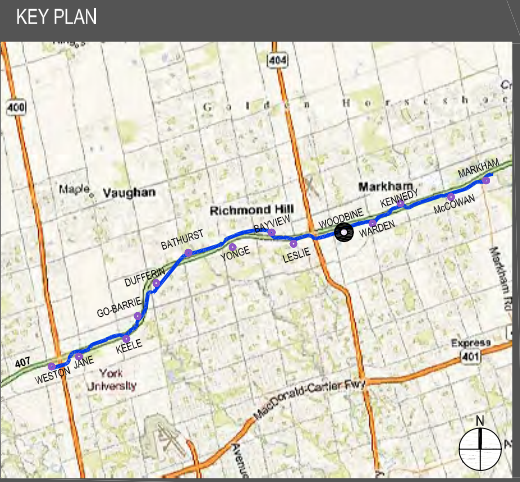 KEY PLAN
404
400
Golden Horseshoe
MARKHAM
Maple
Vaughan
Markham
KENNEDY
McCOWAN
Richmond Hill
BAYVIEW
WOODBINE
WARDEN
BATHURST
YONGE
LESLIE
DUFFERIN
Markham Rd
GO-BARRIE
KEELE
407
WESTON
JANE
York
University
Express
401
MacDonald-Cartier Fwy
N